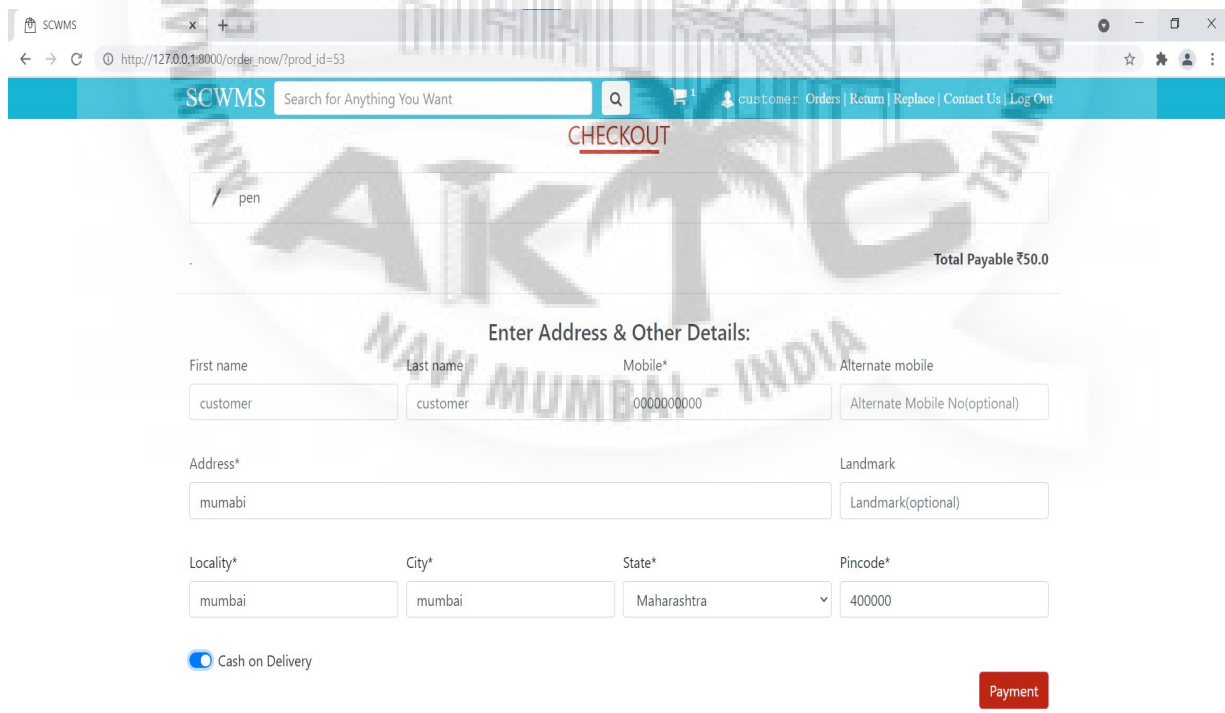 SCWMS
http://127.0.0.1:8000/order_now/?prod_id=53
SCWMS Search for Anything You Want 1 customer Orders | Return | Replace | Contact Us | Log Out
CHECKOUT
pen
.
Total Payable ₹50.0
Enter Address & Other Details:
First name Last name Mobile* Alternate mobile
customer customer 0000000000 Alternate Mobile No(optional)
Address* Landmark
mumabi Landmark(optional)
Locality* City* State* Pincode*
mumbai mumbai Maharashtra 400000
Cash on Delivery
Payment
AKTC
NAVI MUMBAI - INDIA
PANVEL